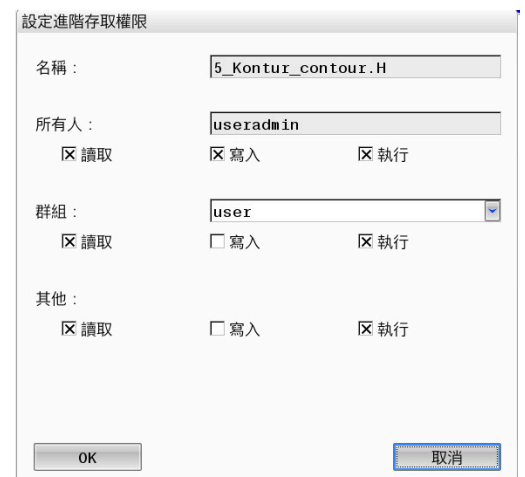 設定進階存取權限
名稱： 5_Kontur_contour.H
所有人： useradmin
讀取 寫入 執行
群組： user
讀取 寫入 執行
其他：
讀取 寫入 執行
OK 取消